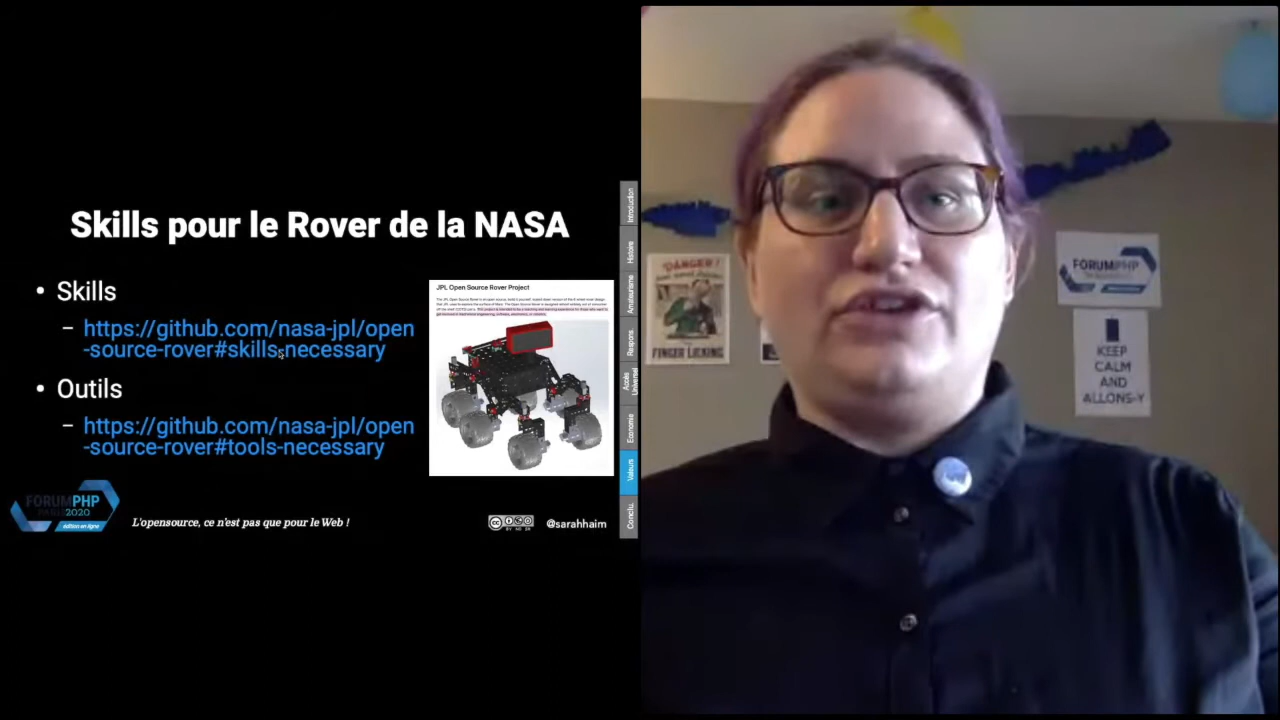 Skills pour le Rover de la NASA
• Skills
– https://github.com/nasa-jpl/open
-source-rover#skills-necessary
• Outils
– https://github.com/nasa-jpl/open
-source-rover#tools-necessary
JPL Open Source Rover Project
Introduction
Histoire
Amateurisme
Respons.
Accès
Universel
Economie
Valeurs
Conclu.
FORUMPHP
PARIS 2020
édition en ligne
L'opensource, ce n'est pas que pour le Web !
@sarahhaim
"DANGER!
FINGER LICKING
FORUMPHP
KEEP
CALM
AND
ALLONS-Y